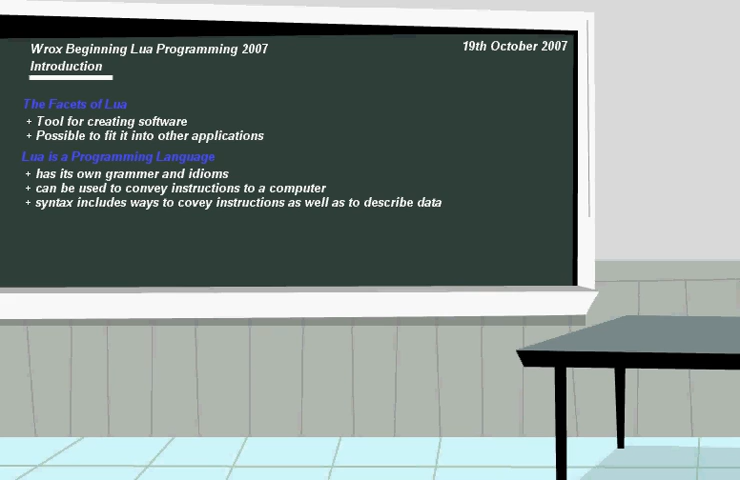 Wrox Beginning Lua Programming 2007
19th October 2007
Introduction
The Facets of Lua
+ Tool for creating software
+ Possible to fit it into other applications
Lua is a Programming Language
+ has its own grammer and idioms
+ can be used to convey instructions to a computer
+ syntax includes ways to covey instructions as well as to describe data